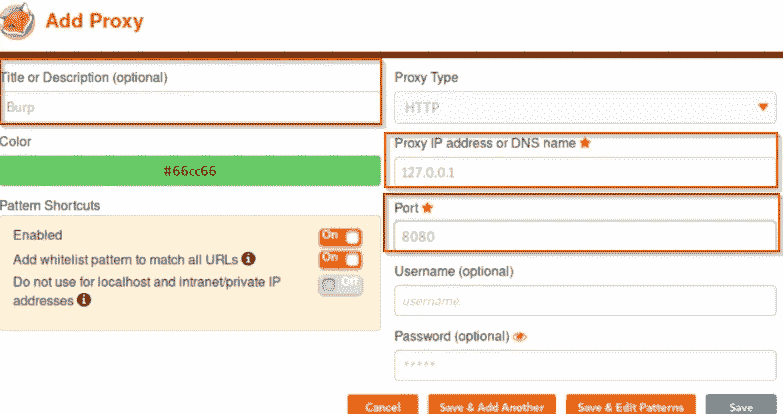 Add Proxy
Title or Description (optional)
Burp
Color
#66cc66
Pattern Shortcuts
Enabled
On
Add whitelist pattern to match all URLs
On
Do not use for localhost and intranet/private IP
addresses
Off
Proxy Type
HTTP
Proxy IP address or DNS name
127.0.0.1
Port
8080
Username (optional)
username
Password (optional)
*****
Cancel
Save & Add Another
Save & Edit Patterns
Save